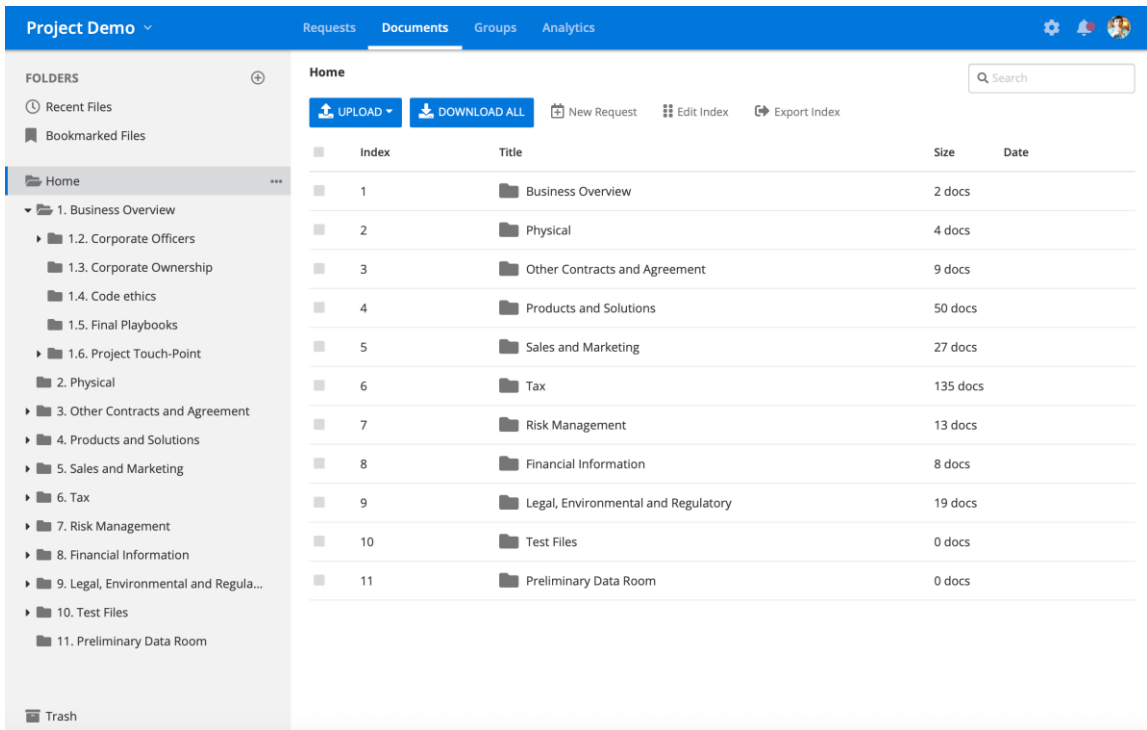 Project Demo
Requests Documents Groups Analytics
FOLDERS
Recent Files
Bookmarked Files
Home
1. Business Overview
1.2. Corporate Officers
1.3. Corporate Ownership
1.4. Code ethics
1.5. Final Playbooks
1.6. Project Touch-Point
2. Physical
3. Other Contracts and Agreement
4. Products and Solutions
5. Sales and Marketing
6. Tax
7. Risk Management
8. Financial Information
9. Legal, Environmental and Regula...
10. Test Files
11. Preliminary Data Room
Trash
Home
Search
UPLOAD DOWNLOAD ALL New Request Edit Index Export Index
Index Title Size Date
1 Business Overview 2 docs
2 Physical 4 docs
3 Other Contracts and Agreement 9 docs
4 Products and Solutions 50 docs
5 Sales and Marketing 27 docs
6 Tax 135 docs
7 Risk Management 13 docs
8 Financial Information 8 docs
9 Legal, Environmental and Regulatory 19 docs
10 Test Files 0 docs
11 Preliminary Data Room 0 docs